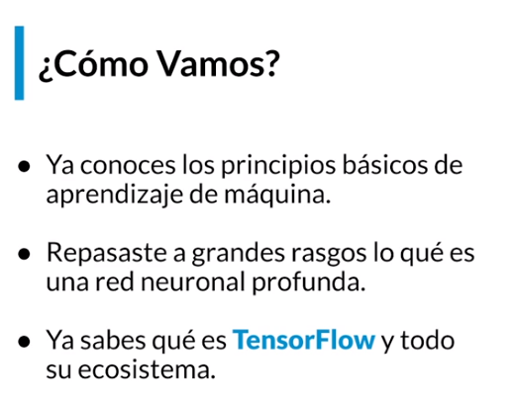 ¿Cómo Vamos?
● Ya conoces los principios básicos de
aprendizaje de máquina.
● Repasaste a grandes rasgos lo qué es
una red neuronal profunda.
● Ya sabes qué es TensorFlow y todo
su ecosistema.